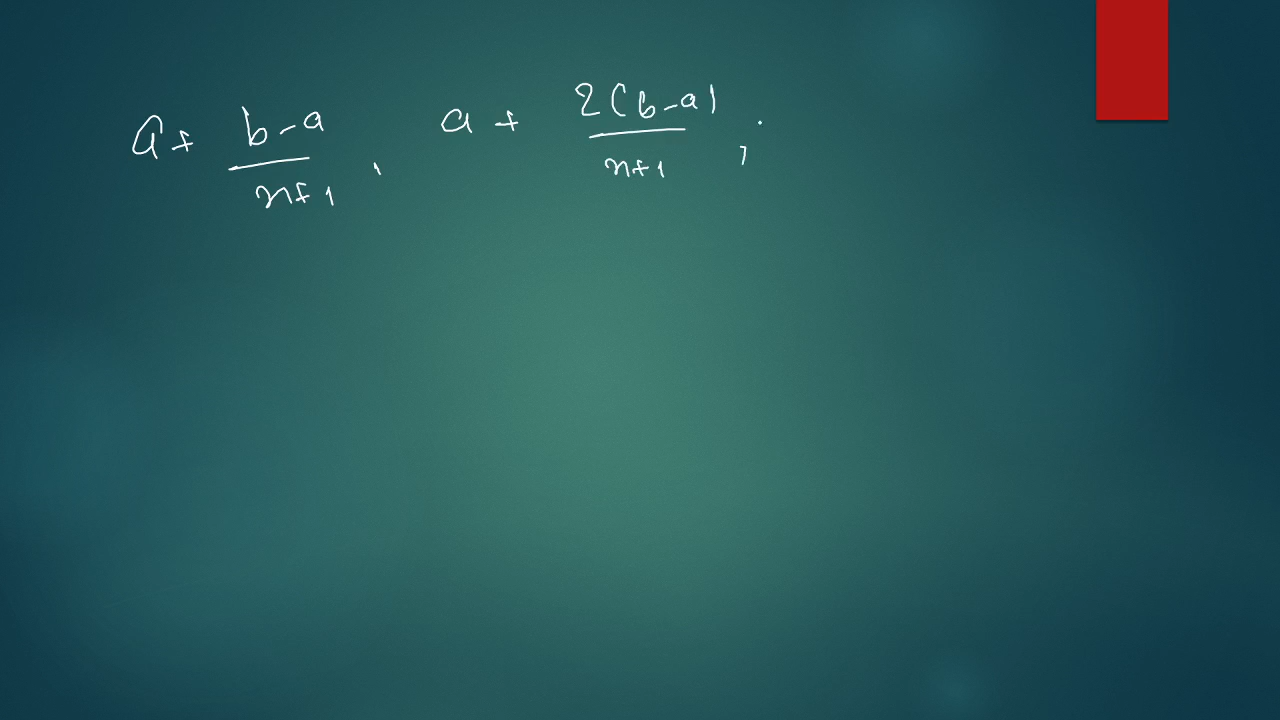 a + (b-a)/(n+1), a + 2(b-a)/(n+1),.